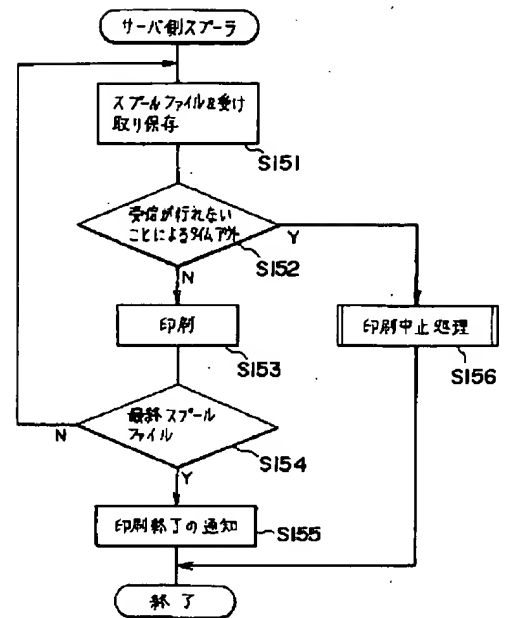 サーバ側スプーラ
スプールファイルを受け
取り保存
S151
受信が行れない
ことによるタイムアウト
Y
S152
N
印刷
S153
印刷中止処理
S156
最終スプール
ファイル
N
S154
Y
印刷終了の通知
S155
終了